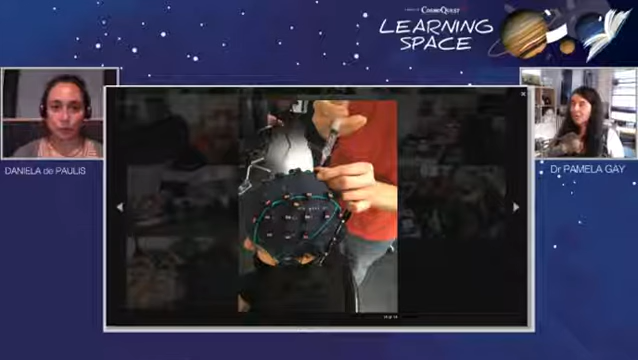 CosmoQuest
LEARNING
SPACE
DANIELA de PAULIS
Dr PAMELA GAY